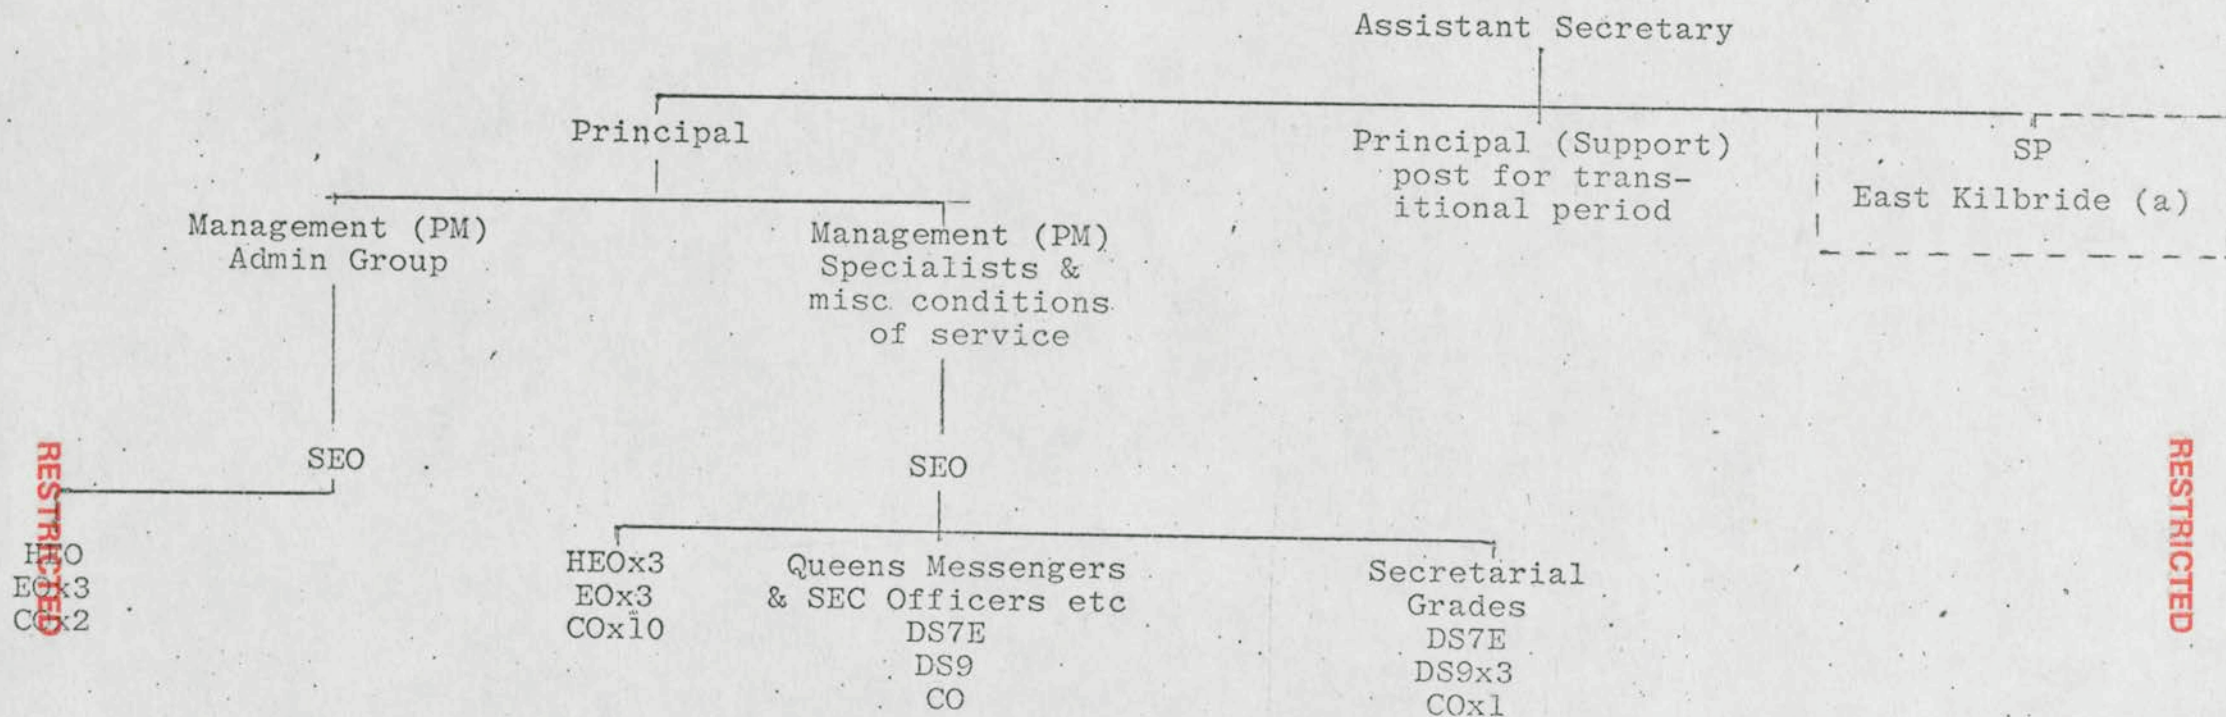 Assistant Secretary
Principal
Principal (Support)
post for trans-
itional period
SP
East Kilbride (a)
Management (PM)
Admin Group
Management (PM)
Specialists &
misc conditions
of service
SEO
SEO
RESTRICTED
RESTRICTED
HEO
EOx3
COx2
HEOx3
EOx3
COx10
Queens Messengers
& SEC Officers etc
DS7E
DS9
CO
Secretarial
Grades
DS7E
DS9x3
COx1